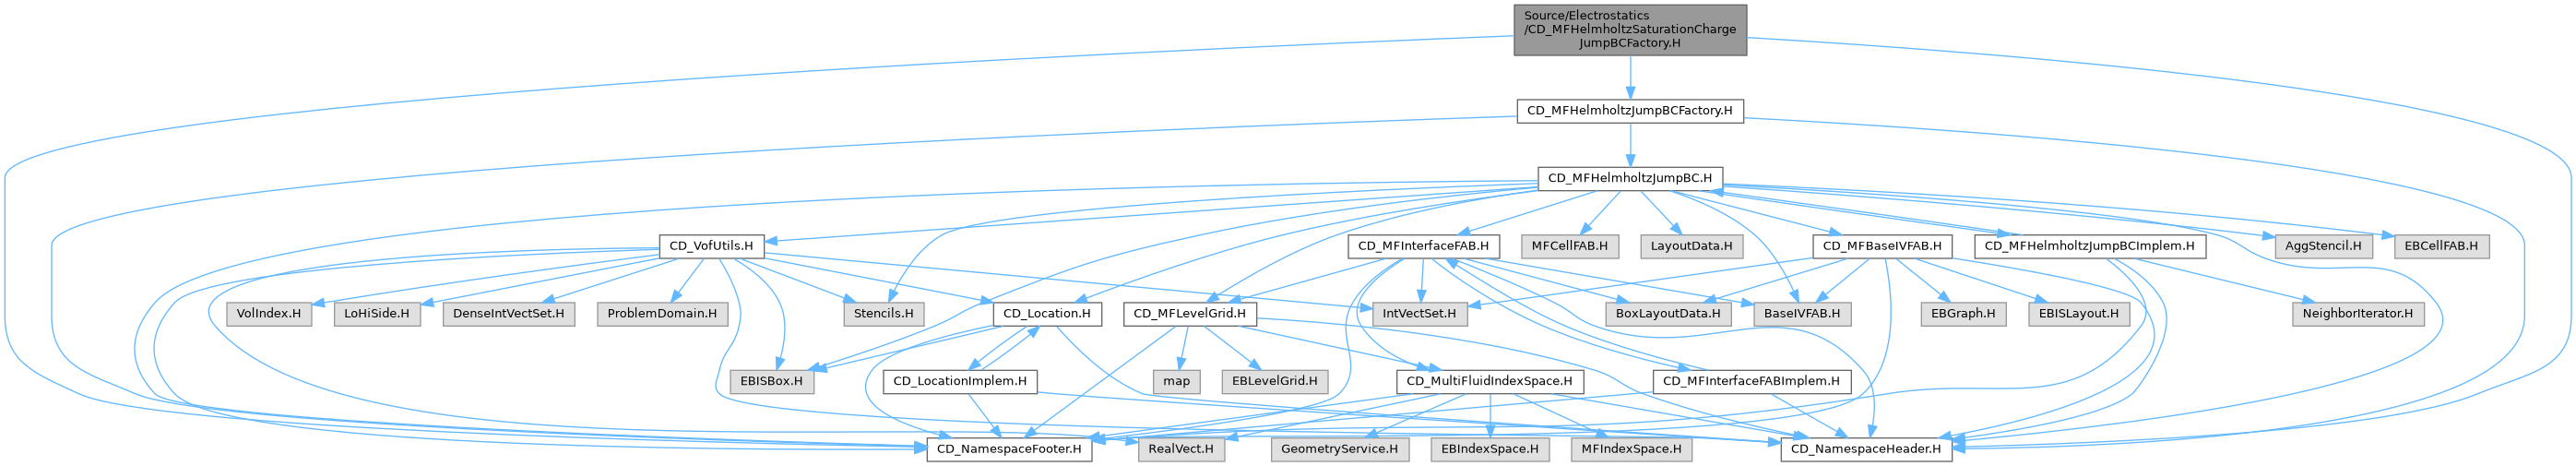 Source/Electrostatics
/CD_MFHelmholtzSaturationCharge
JumpBCFactory.H
CD_MFHelmholtzJumpBCFactory.H
CD_MFHelmholtzJumpBC.H
CD_VofUtils.H
CD_MFInterfaceFAB.H
MFCellFAB.H
LayoutData.H
CD_MFBaseIVFAB.H
CD_MFHelmholtzJumpBCImplem.H
AggStencil.H
EBCellFAB.H
VolIndex.H
LoHiSide.H
DenseIntVectSet.H
ProblemDomain.H
Stencils.H
CD_Location.H
CD_MFLevelGrid.H
IntVectSet.H
BoxLayoutData.H
BaseIVFAB.H
EBGraph.H
EBISLayout.H
NeighborIterator.H
EBISBox.H
CD_LocationImplem.H
map
EBLevelGrid.H
CD_MultiFluidIndexSpace.H
CD_MFInterfaceFABImplem.H
CD_NamespaceFooter.H
RealVect.H
GeometryService.H
EBIndexSpace.H
MFIndexSpace.H
CD_NamespaceHeader.H